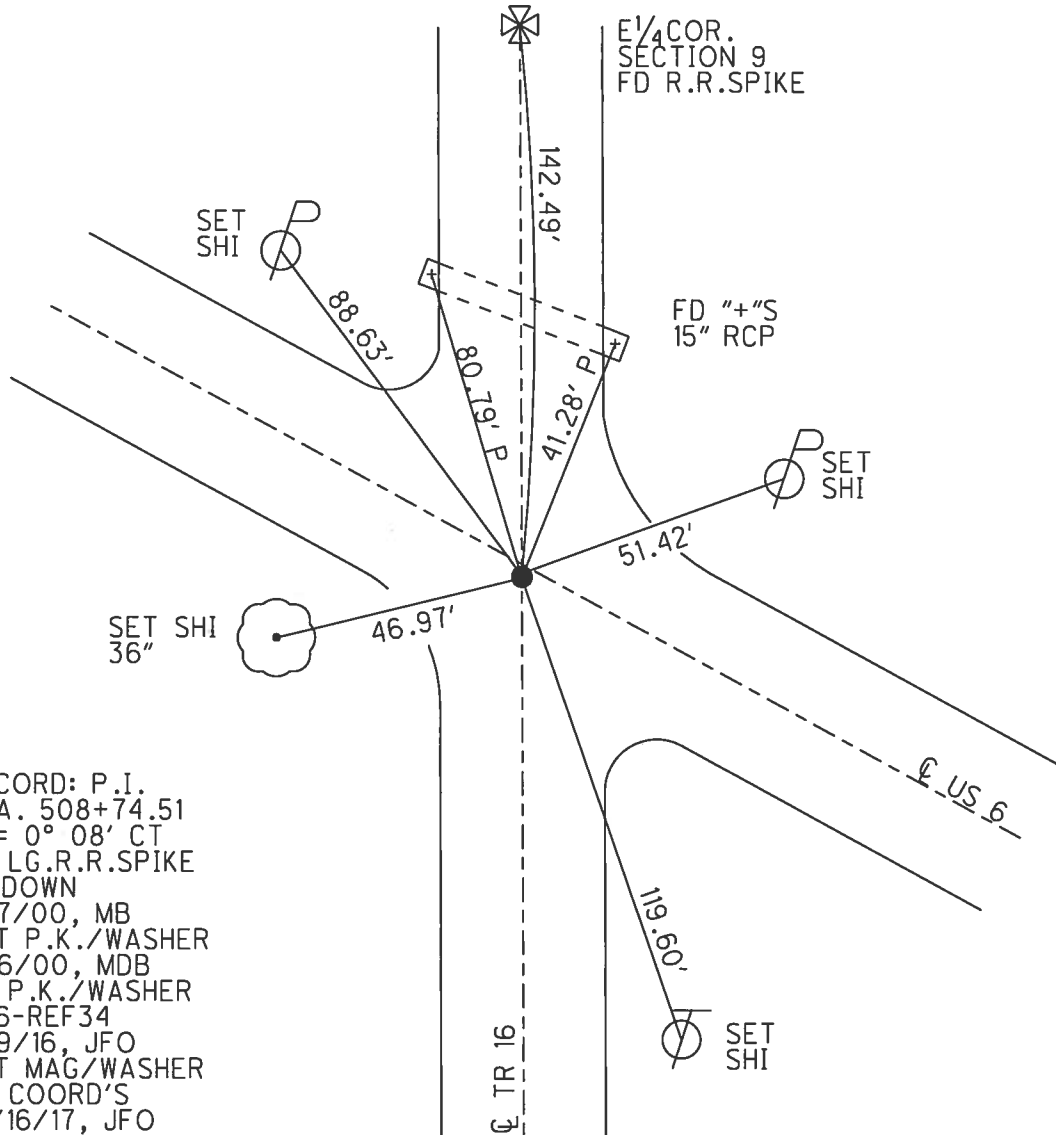 E1/4COR.
SECTION 9
FD R.R.SPIKE
142.49'
SET
SHI
88.63'
80.79' P
41.28' P
FD "+"S
15" RCP
SET
SHI
51.42'
46.97'
SET SHI
36"
℄ US 6
119.60'
SET
SHI
℄ TR 16
CORD: P.I.
A. 508+74.51
= 0° 08' CT
LG.R.R.SPIKE
DOWN
7/00, MB
T P.K./WASHER
6/00, MDB
P.K./WASHER
6-REF34
9/16, JFO
T MAG/WASHER
COORD'S
/16/17, JFO